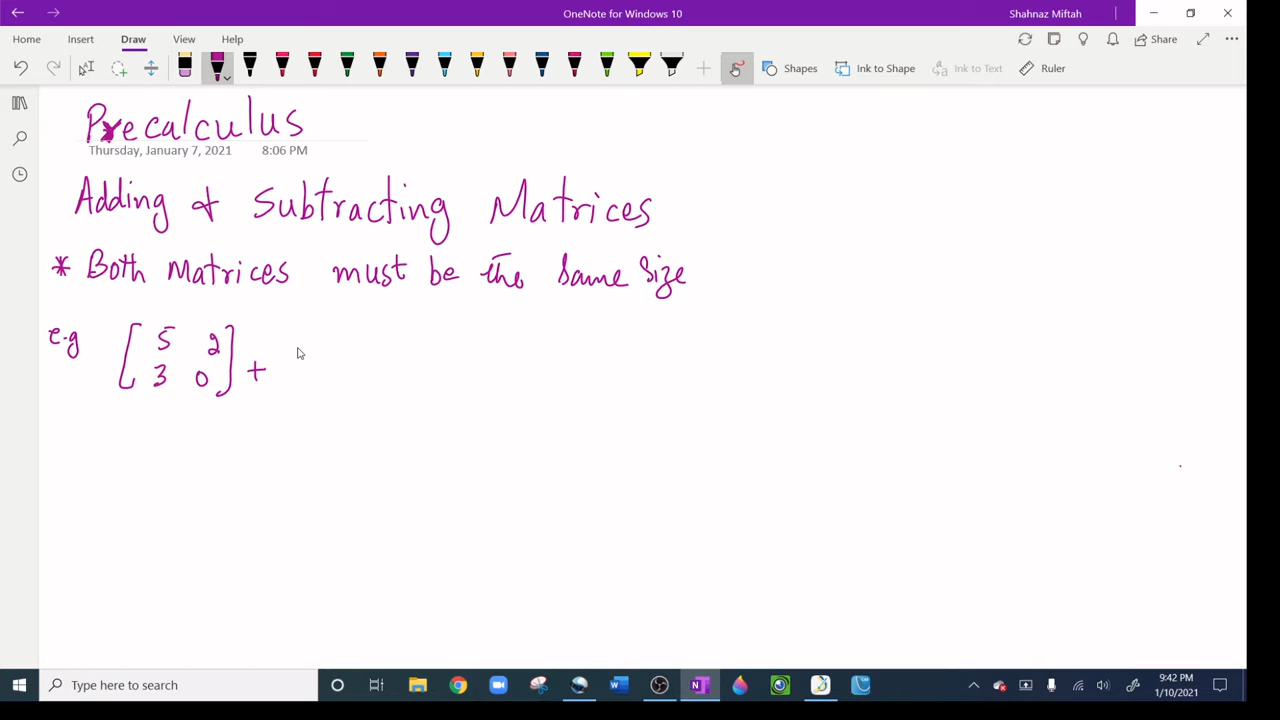 OneNote for Windows 10
Shahnaz Miftah
Home Insert Draw View Help
Share
Shapes Ink to Shape Ink to Text Ruler
Precalculus
Thursday, January 7, 2021 8:06 PM
Adding & Subtracting Matrices
* Both Matrices must be the same size
e.g [ 5 2 ]
[ 3 0 ] +
Type here to search
9:42 PM
1/10/2021